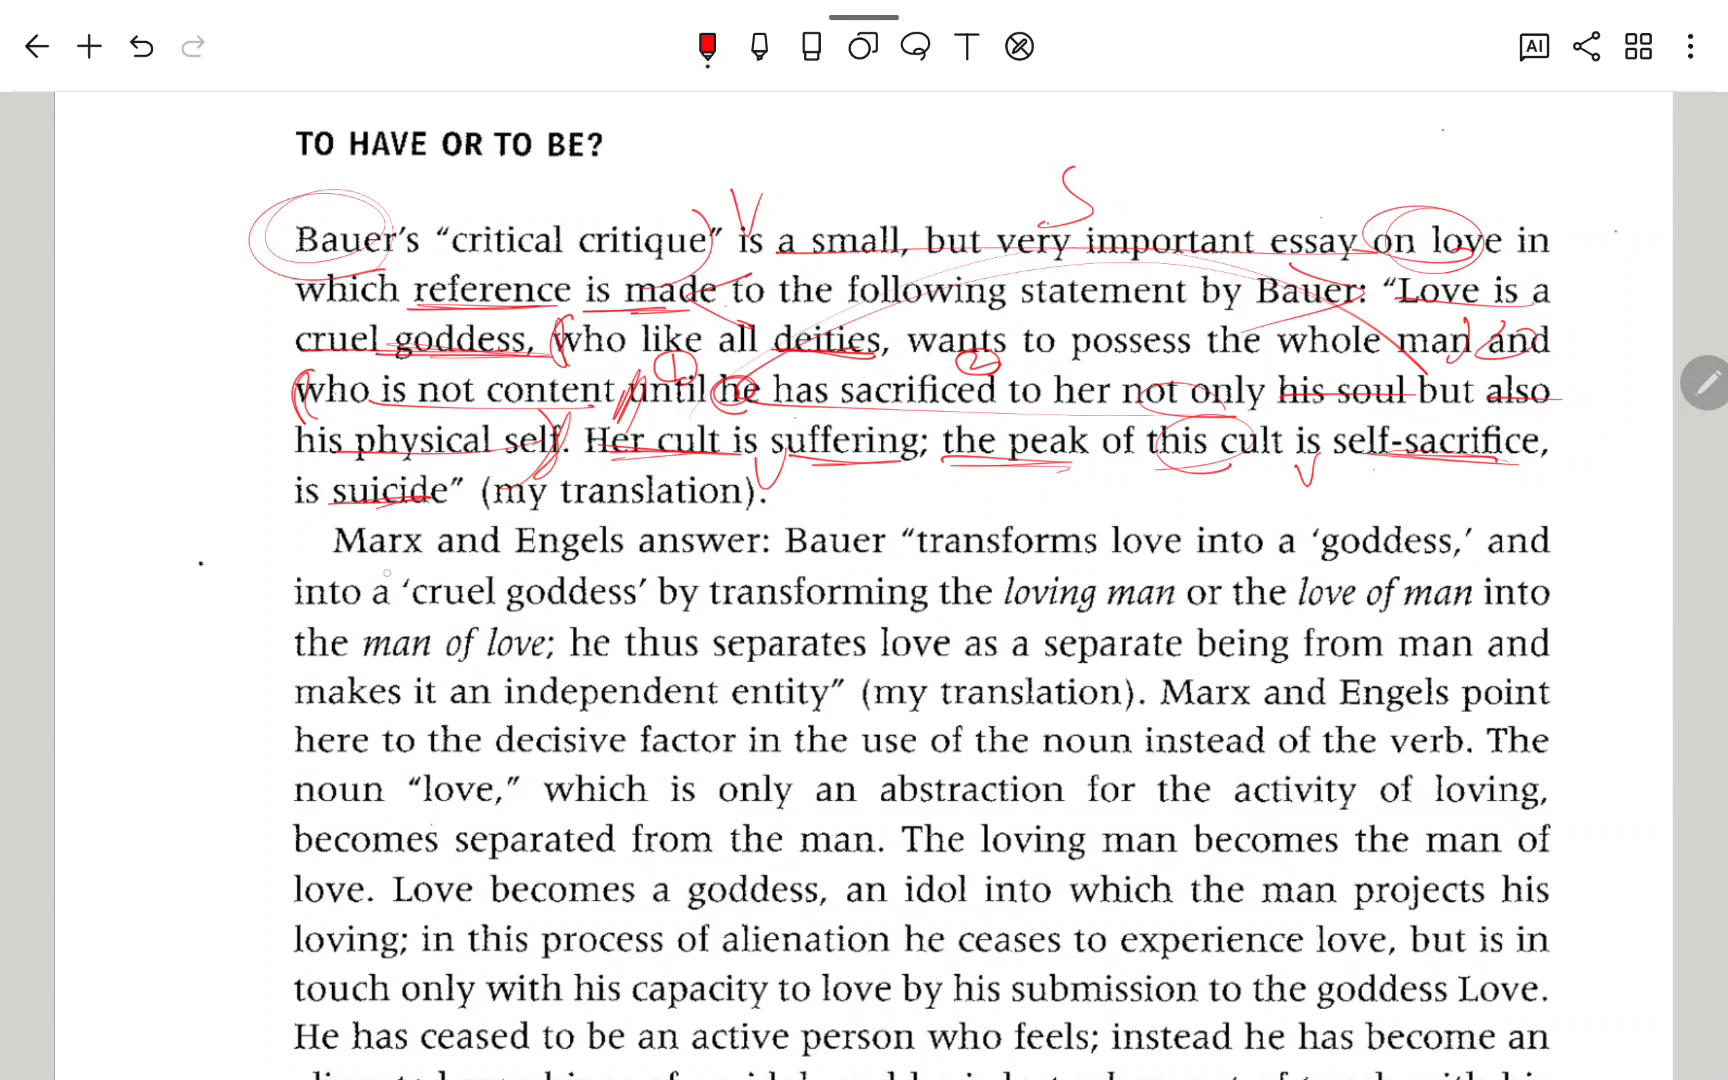 AI
T
TO HAVE OR TO BE?
V
S
Bauer's “critical critique” is a small, but very important essay on love in
which reference is made to the following statement by Bauer: “Love is a
cruel goddess, who like all deities, wants to possess the whole man and
1
2
who is not content until he has sacrificed to her not only his soul but also
his physical self. Her cult is suffering; the peak of this cult is self-sacrifice,
V
V
is suicide” (my translation).
Marx and Engels answer: Bauer “transforms love into a ‘goddess,’ and
into a ‘cruel goddess’ by transforming the loving man or the love of man into
the man of love; he thus separates love as a separate being from man and
makes it an independent entity” (my translation). Marx and Engels point
here to the decisive factor in the use of the noun instead of the verb. The
noun “love,” which is only an abstraction for the activity of loving,
becomes separated from the man. The loving man becomes the man of
love. Love becomes a goddess, an idol into which the man projects his
loving; in this process of alienation he ceases to experience love, but is in
touch only with his capacity to love by his submission to the goddess Love.
He has ceased to be an active person who feels; instead he has become an